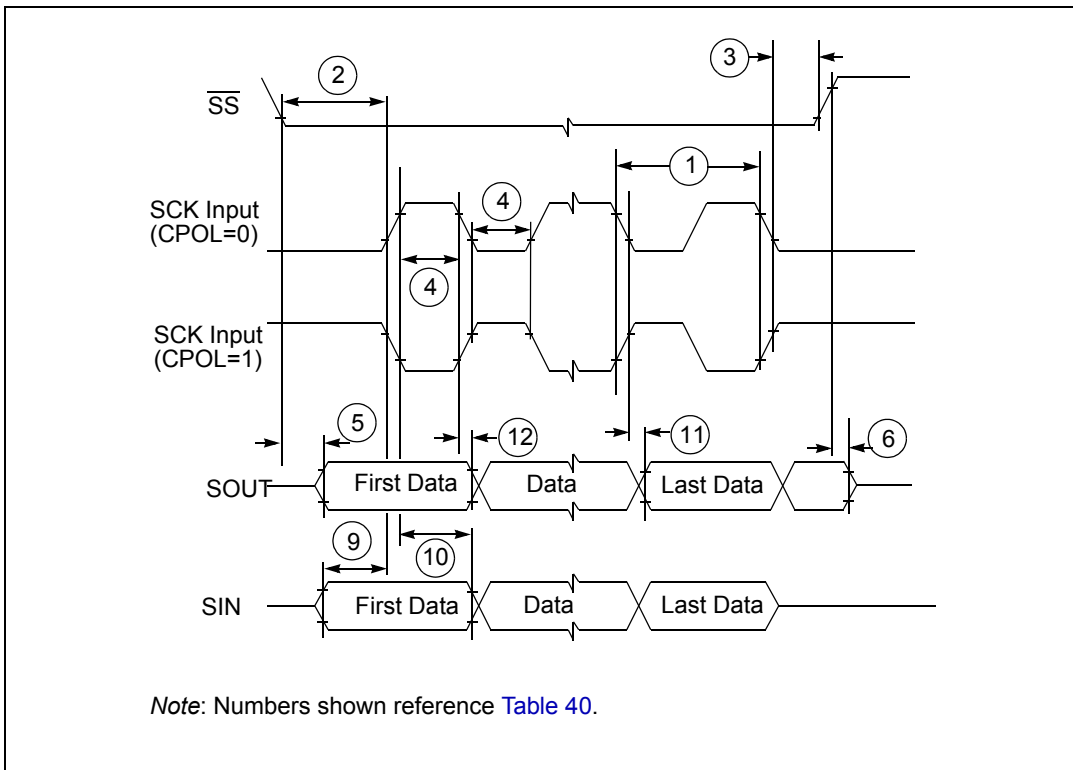 3
2
SS
1
SCK Input
(CPOL=0)
4
4
SCK Input
(CPOL=1)
5
12
11
6
SOUT
First Data
Data
Last Data
9
10
SIN
First Data
Data
Last Data
Note: Numbers shown reference Table 40.